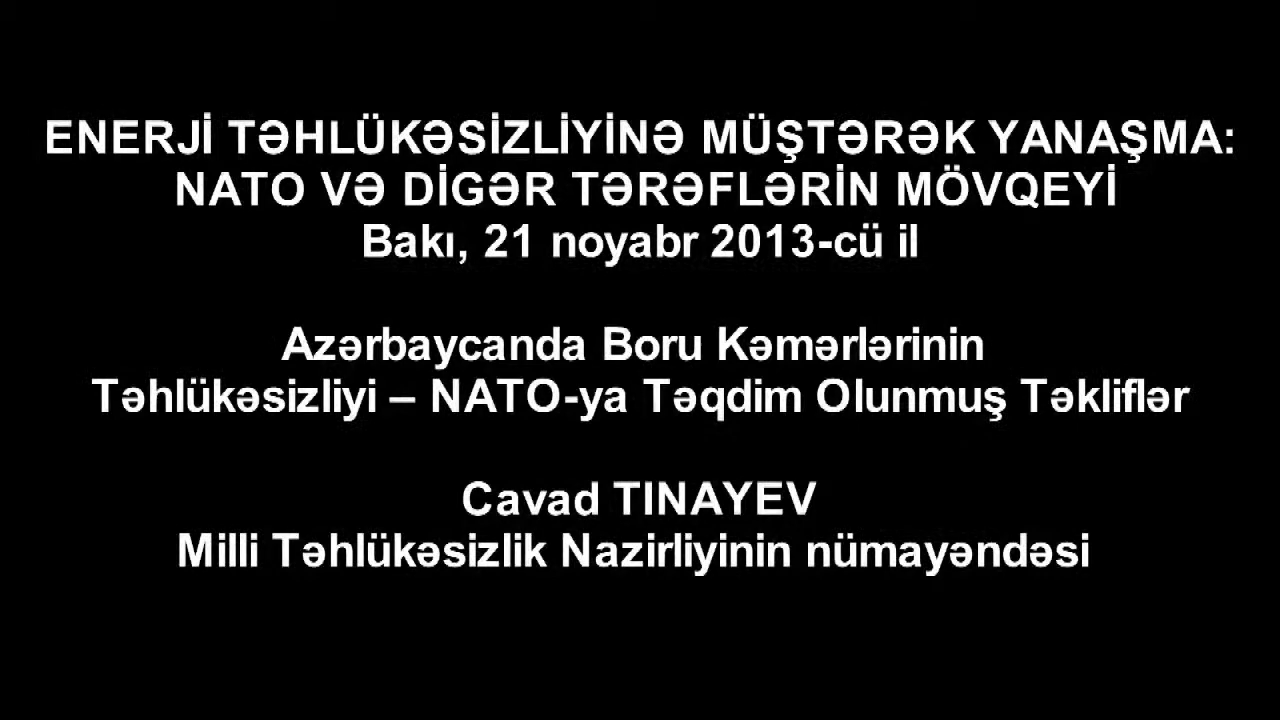 ENERJİ TƏHLÜKƏSİZLİYİNƏ MÜŞTƏRƏK YANAŞMA:
NATO VƏ DİGƏR TƏRƏFLƏRİN MÖVQEYİ
Bakı, 21 noyabr 2013-cü il
Azərbaycanda Boru Kəmərlərinin
Təhlükəsizliyi – NATO-ya Təqdim Olunmuş Təkliflər
Cavad TINAYEV
Milli Təhlükəsizlik Nazirliyinin nümayəndəsi